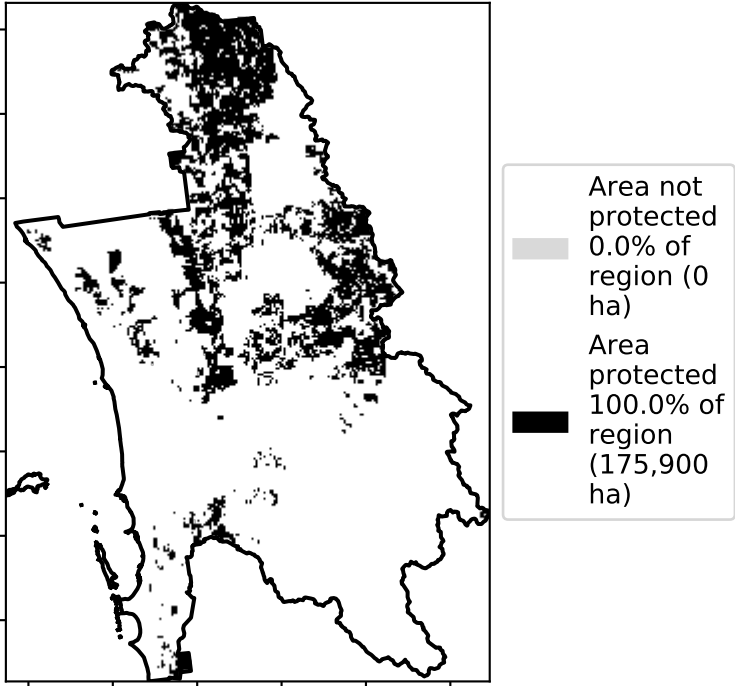 Area not
protected
0.0% of
region (0
ha)
Area
protected
100.0% of
region
(175,900
ha)